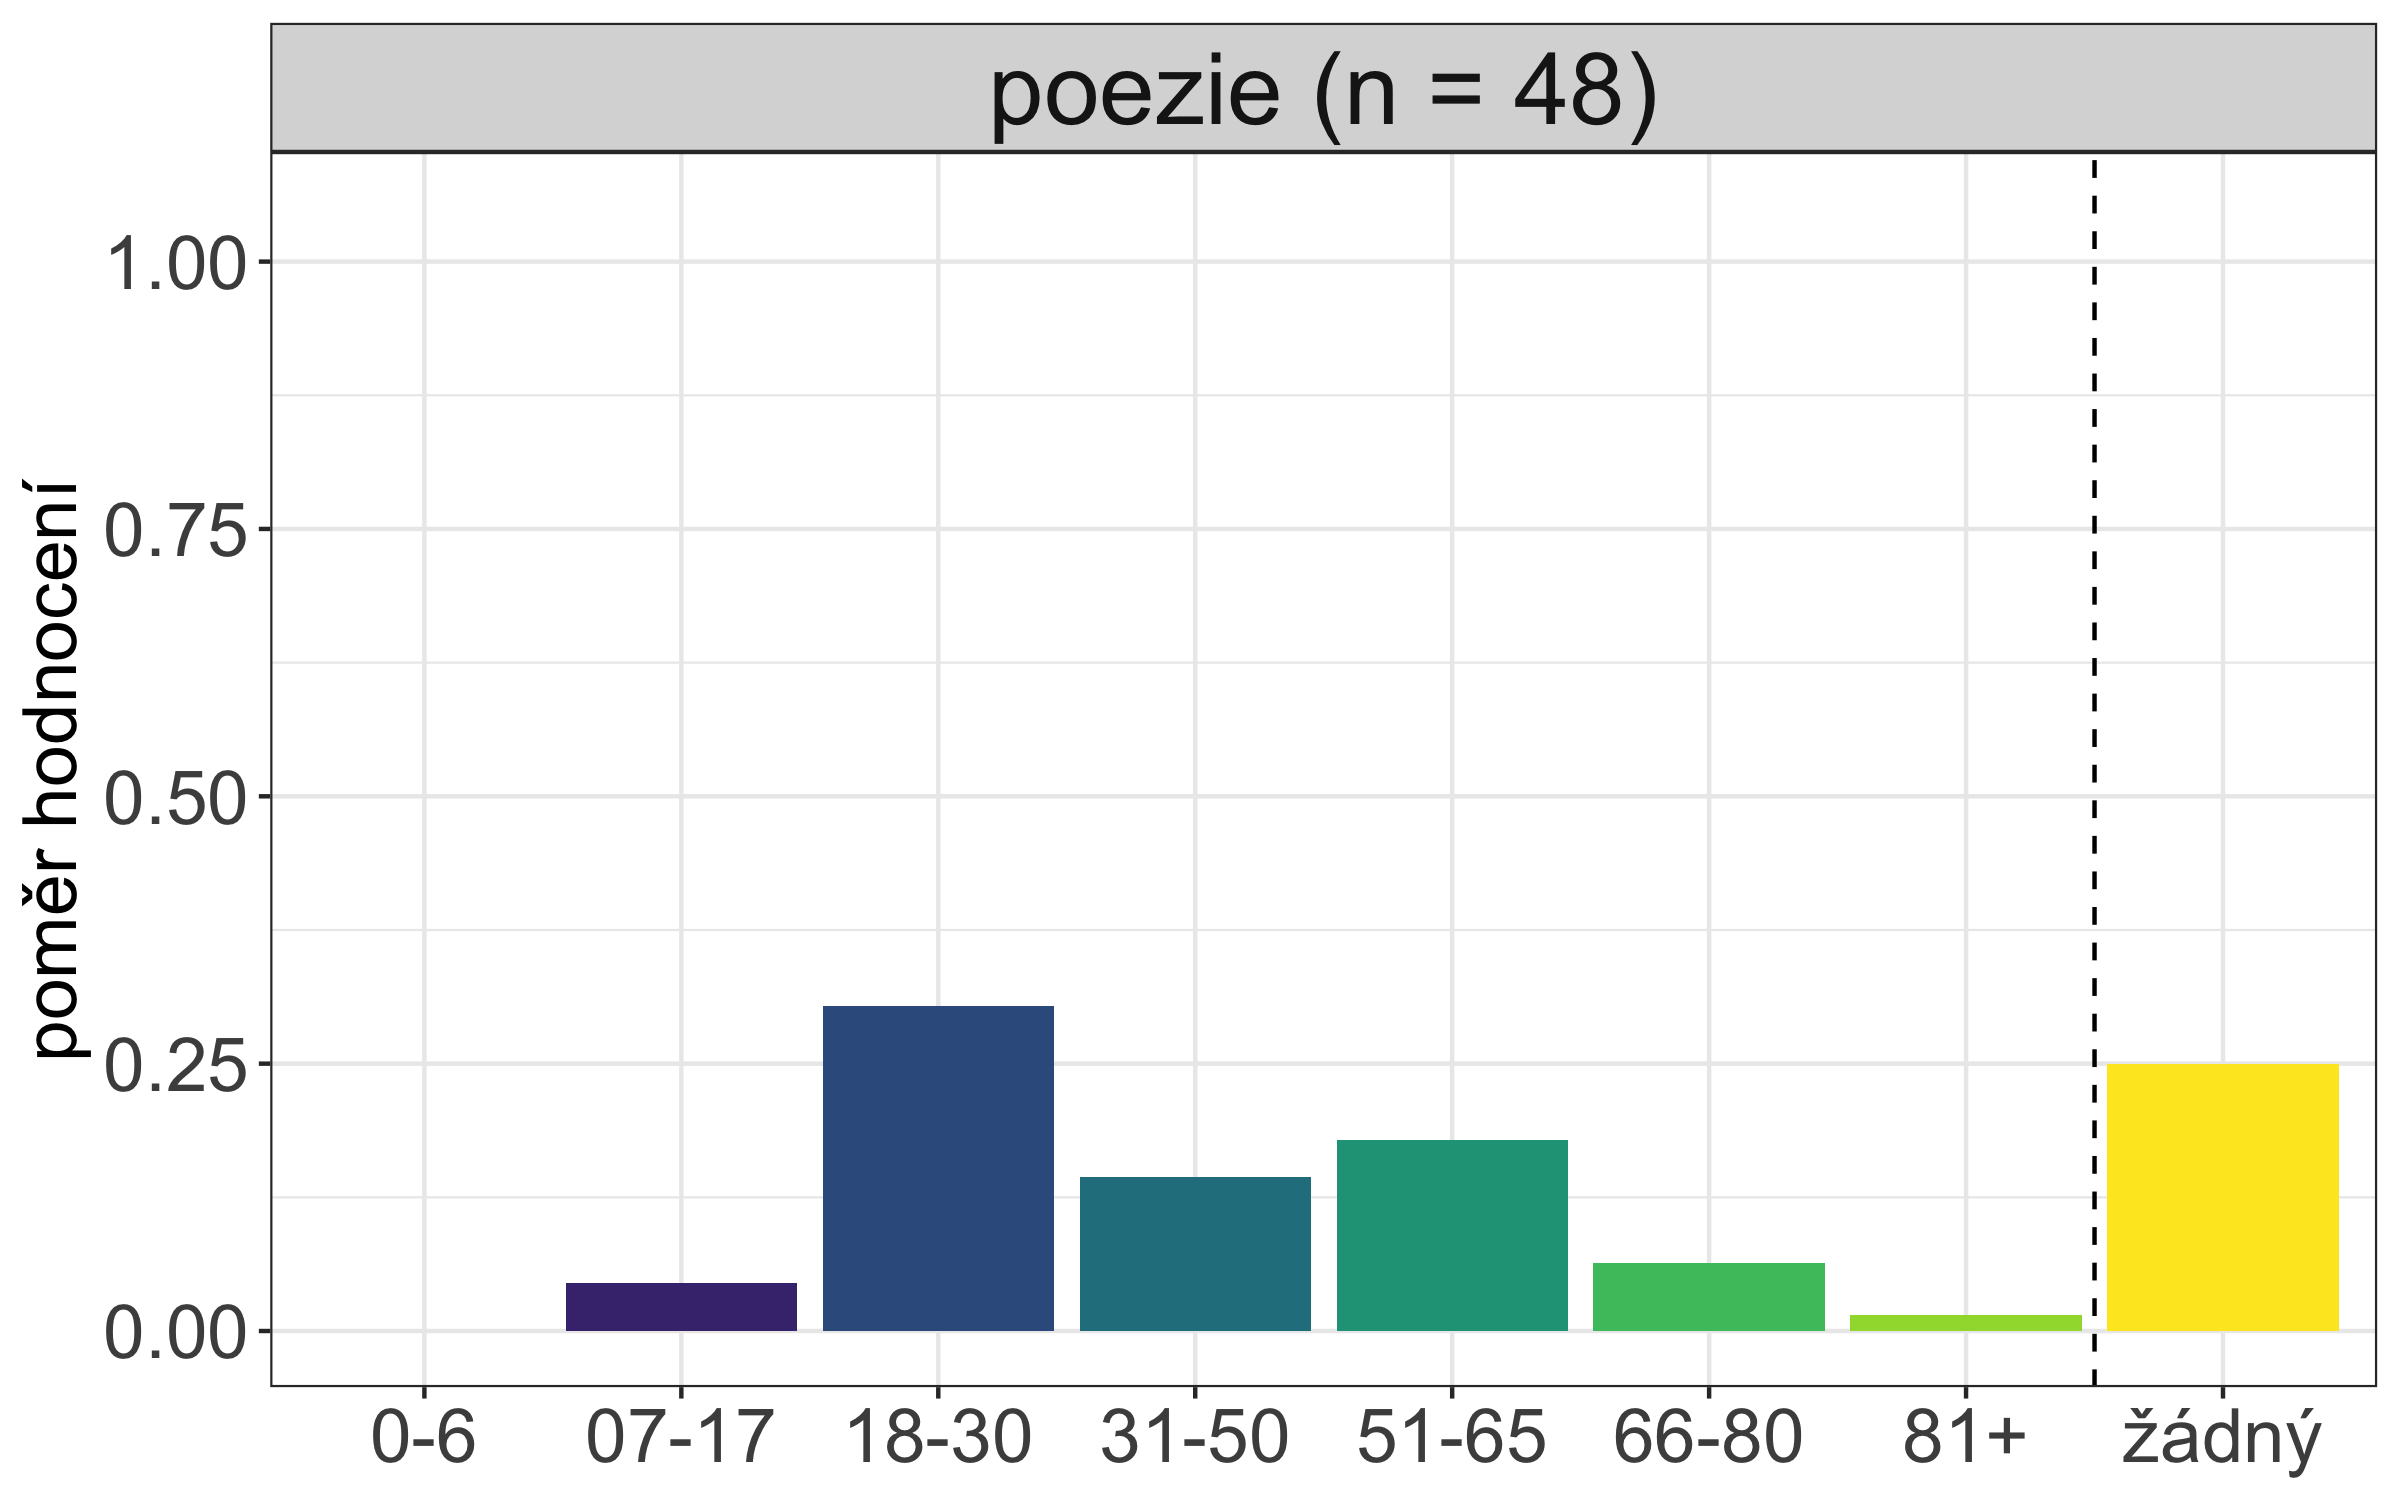 poezie (n = 48)
poměr hodnocení
1.00
0.75
0.50
0.25
0.00
0-6 07-17 18-30 31-50 51-65 66-80 81+ žádný